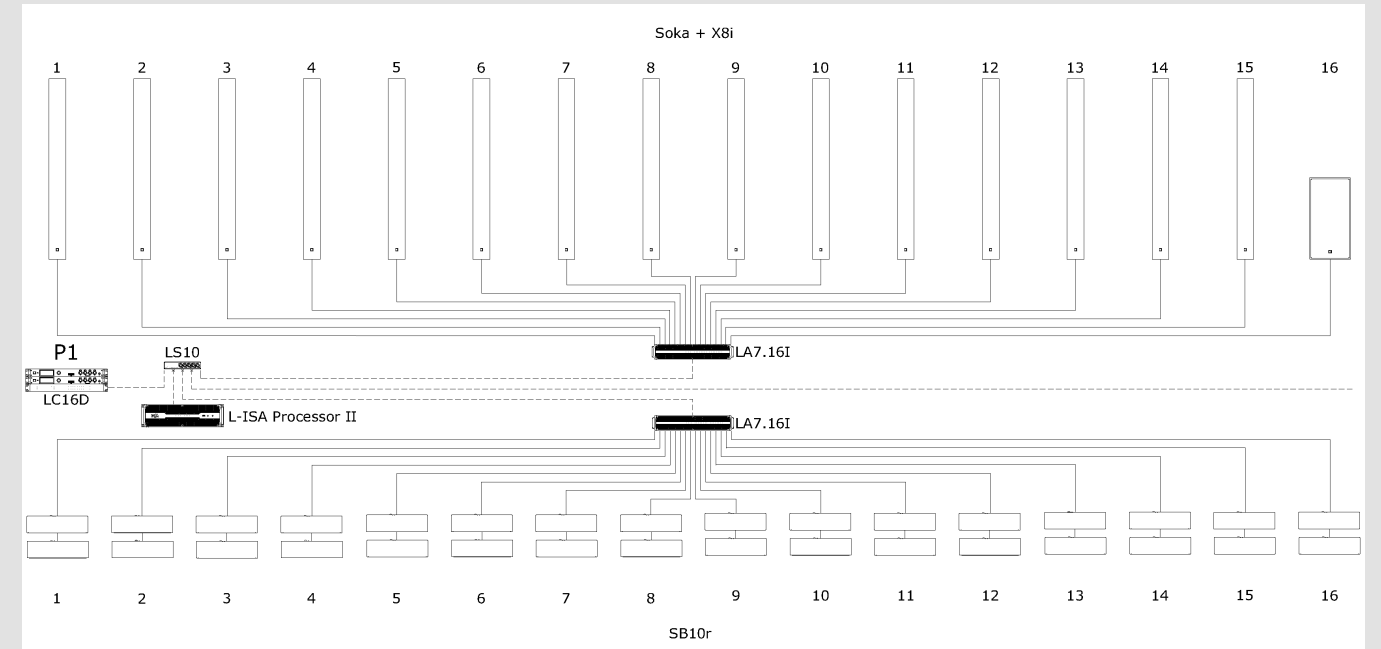 Soka + X8i
1 2 3 4 5 6 7 8 9 10 11 12 13 14 15 16
P1
LS10
LA7.16I
LC16D
L-ISA Processor II
LA7.16I
1 2 3 4 5 6 7 8 9 10 11 12 13 14 15 16
SB10r